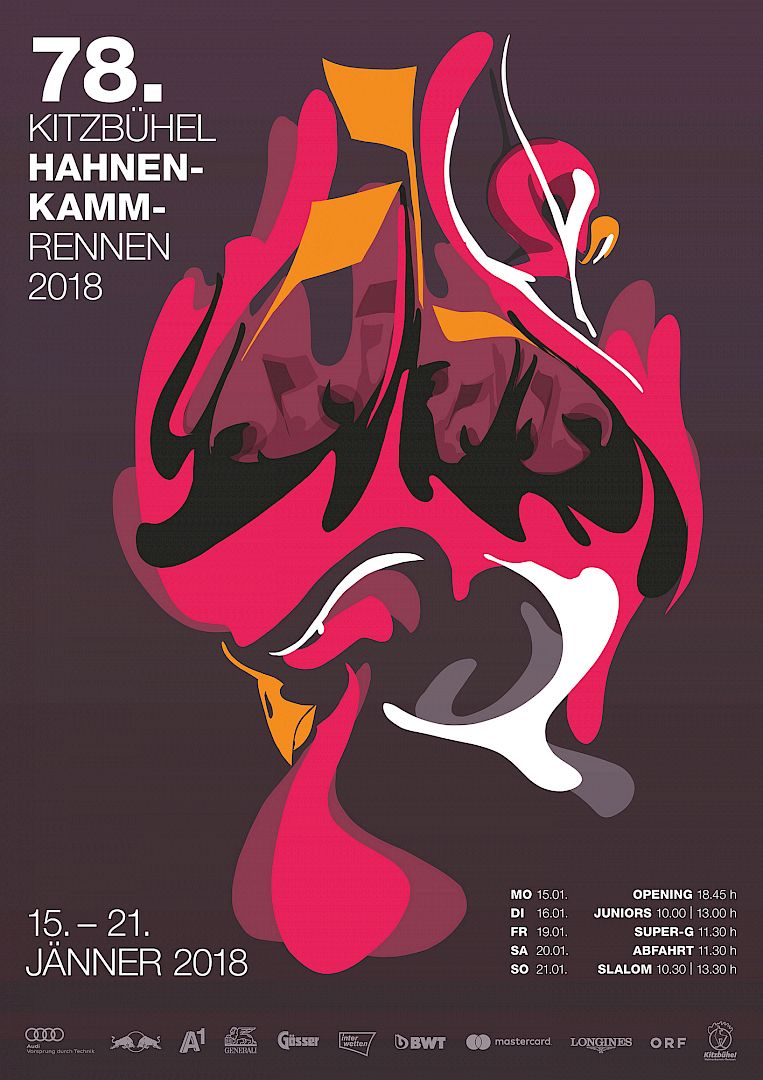 78.
KITZBÜHEL
HAHNEN-
KAMM-
RENNEN
2018
15. – 21.
JÄNNER 2018
MO 15.01. OPENING 18.45 h
DI 16.01. JUNIORS 10.00 | 13.00 h
FR 19.01. SUPER-G 11.30 h
SA 20.01. ABFAHRT 11.30 h
SO 21.01. SLALOM 10.30 | 13.30 h
Audi
Vorsprung durch Technik
A1
GENERALI
Gösser
inter
wetten
BWT
mastercard
LONGINES
ORF
Kitzbühel